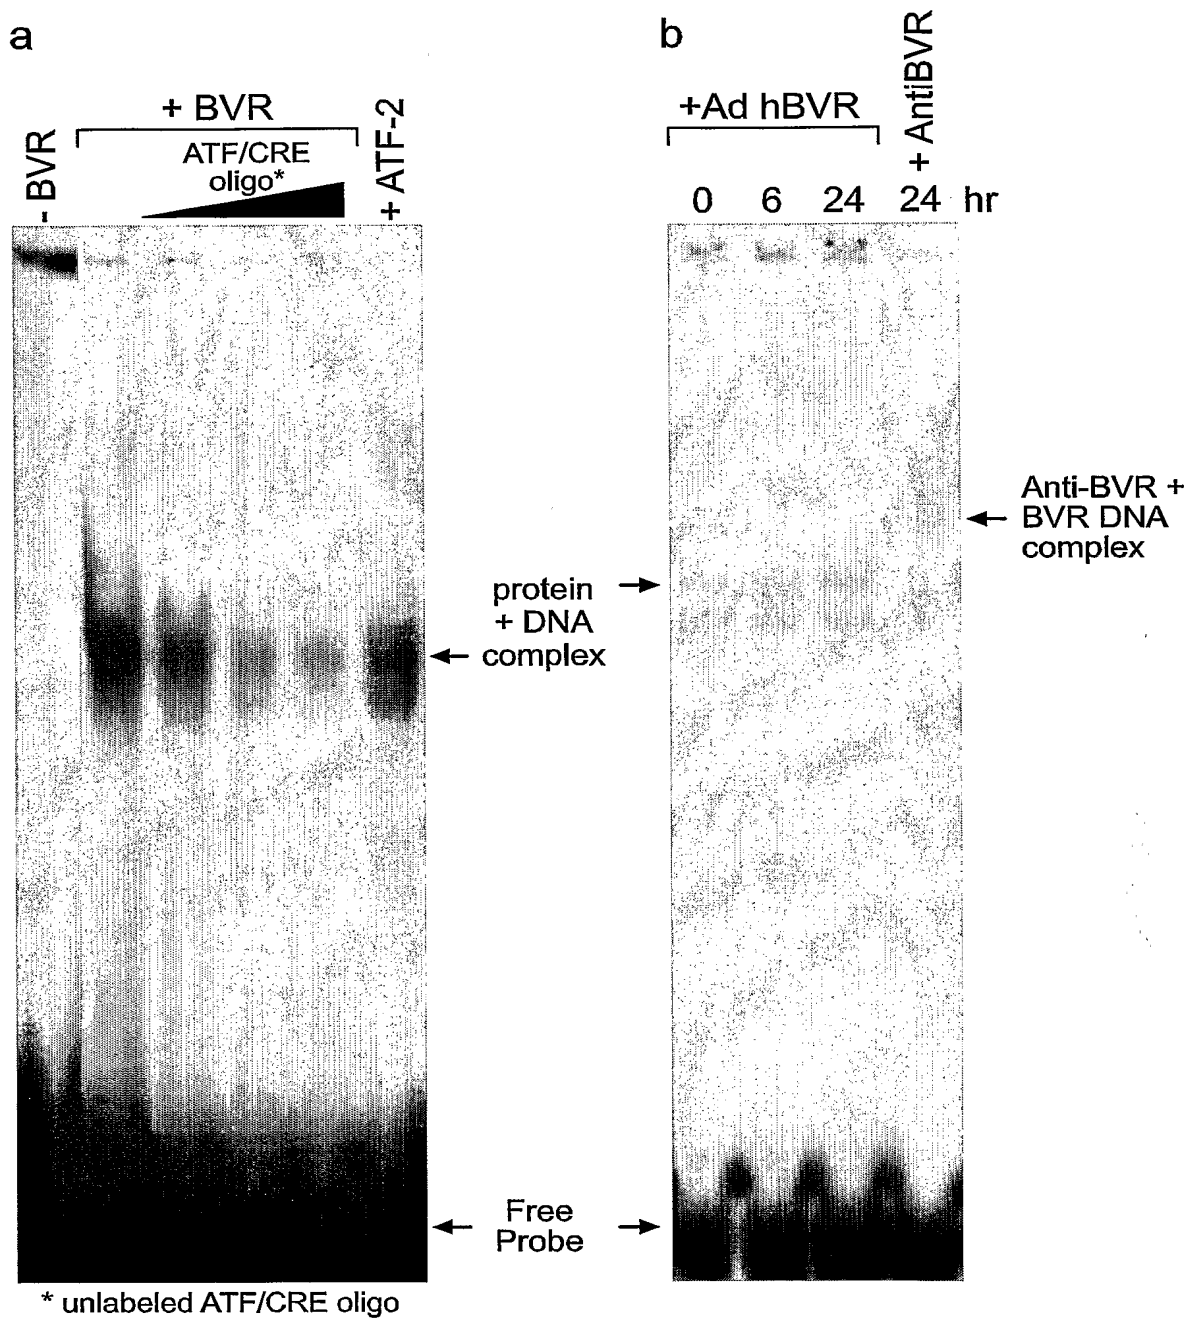 a
- BVR
+ BVR
ATF/CRE
oligo*
+ ATF-2
protein
+ DNA
complex
Free
Probe
* unlabeled ATF/CRE oligo
b
+Ad hBVR
+ AntiBVR
0 6 24 24 hr
Anti-BVR +
BVR DNA
complex